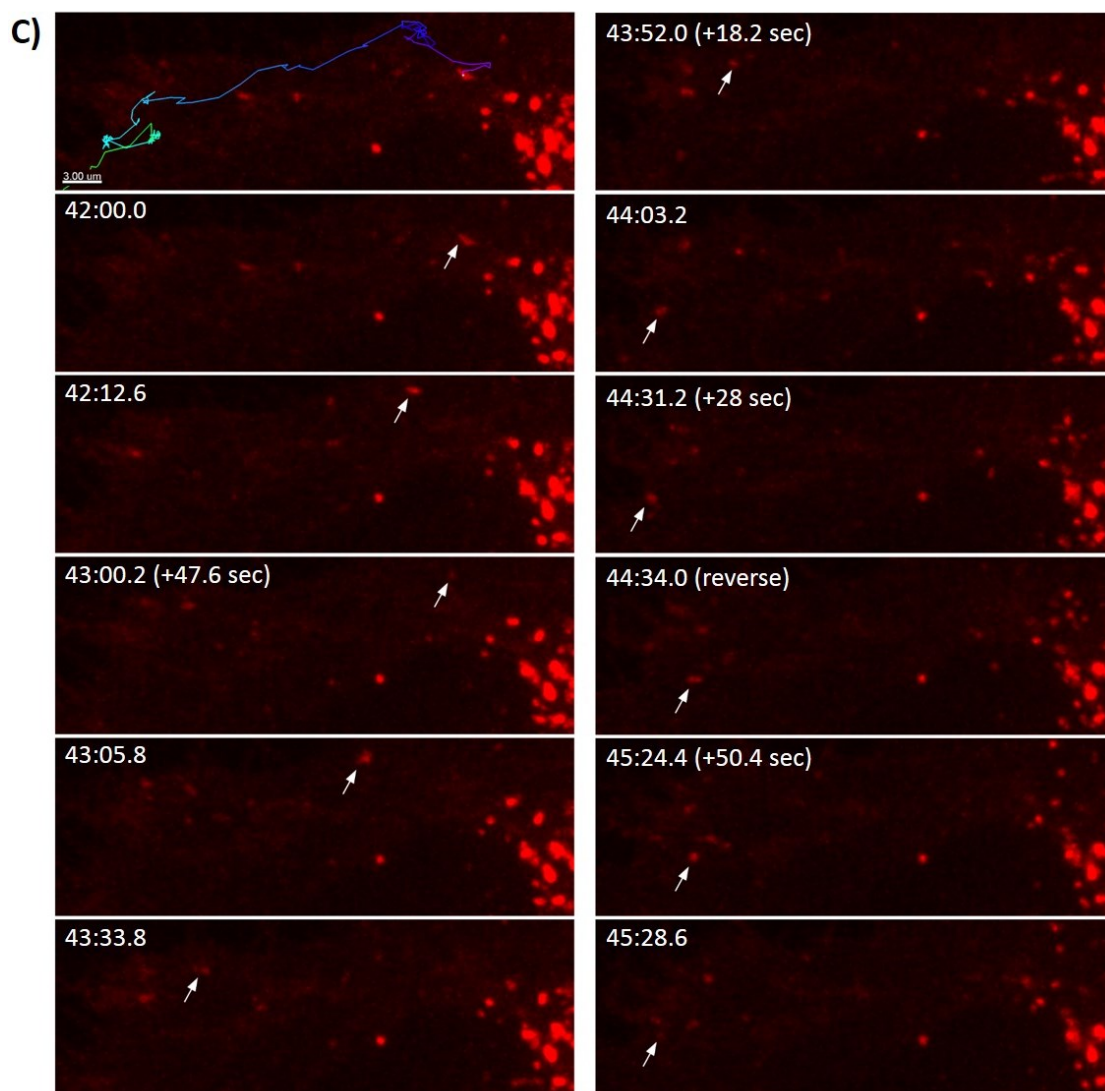 C)
3.00 um
42:00.0
42:12.6
43:00.2 (+47.6 sec)
43:05.8
43:33.8
43:52.0 (+18.2 sec)
44:03.2
44:31.2 (+28 sec)
44:34.0 (reverse)
45:24.4 (+50.4 sec)
45:28.6